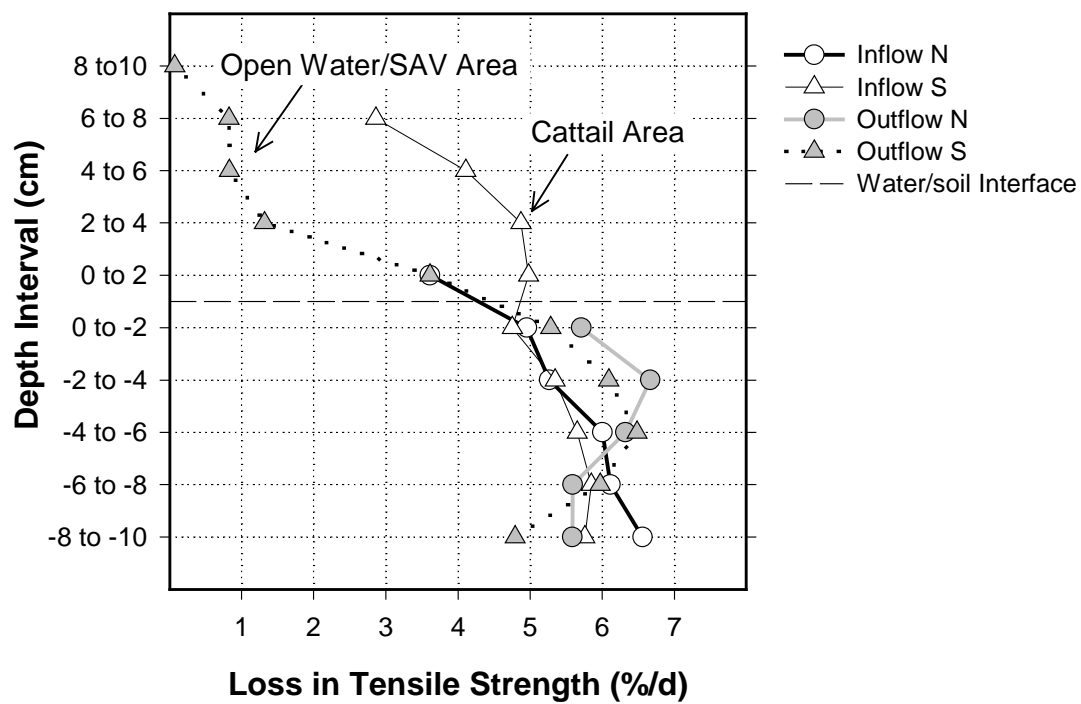 Open Water/SAV Area
Cattail Area
Depth Interval (cm)
8 to10
6 to 8
4 to 6
2 to 4
0 to 2
0 to -2
-2 to -4
-4 to -6
-6 to -8
-8 to -10
1 2 3 4 5 6 7
Loss in Tensile Strength (%/d)
Inflow N
Inflow S
Outflow N
Outflow S
Water/soil Interface